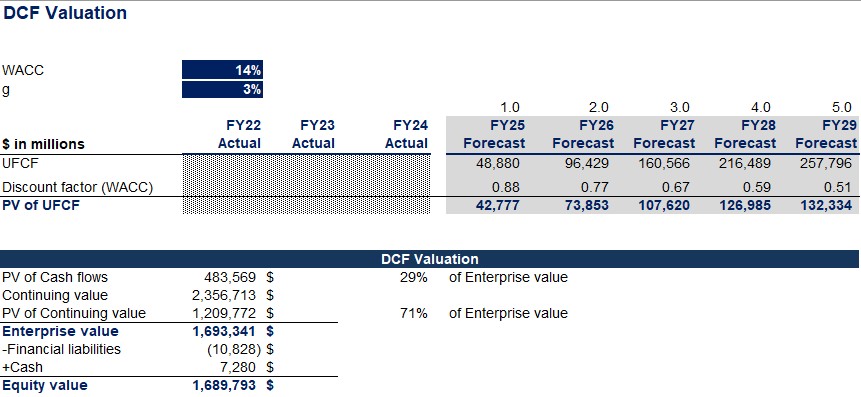 DCF Valuation
WACC 14%
g 3%
1.0 2.0 3.0 4.0 5.0
FY22 FY23 FY24 FY25 FY26 FY27 FY28 FY29
$ in millions Actual Actual Actual Forecast Forecast Forecast Forecast Forecast
UFCF 48,880 96,429 160,566 216,489 257,796
Discount factor (WACC) 0.88 0.77 0.67 0.59 0.51
PV of UFCF 42,777 73,853 107,620 126,985 132,334
DCF Valuation
PV of Cash flows 483,569 $ 29% of Enterprise value
Continuing value 2,356,713 $
PV of Continuing value 1,209,772 $ 71% of Enterprise value
Enterprise value 1,693,341 $
-Financial liabilities (10,828) $
+Cash 7,280 $
Equity value 1,689,793 $